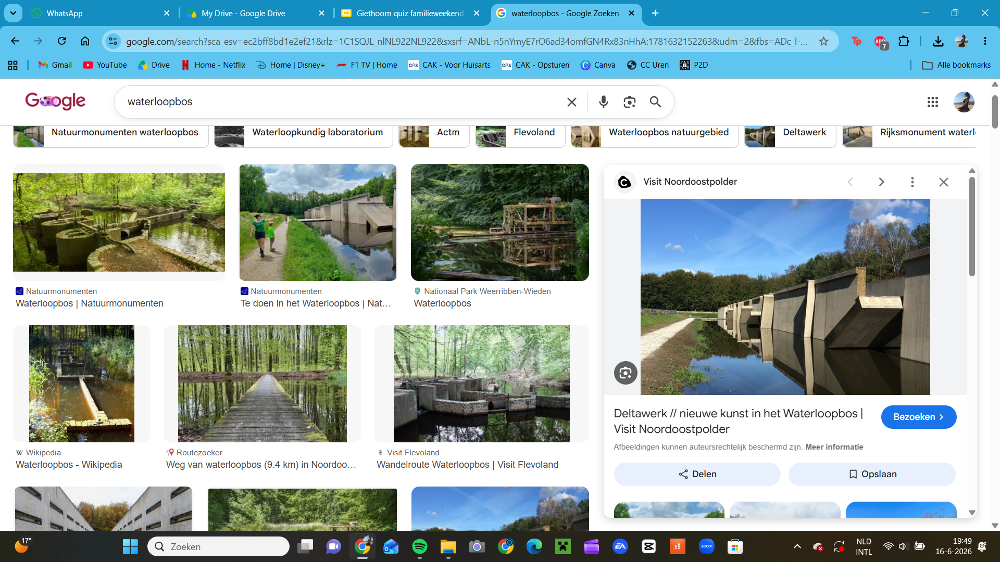 WhatsApp
My Drive - Google Drive
Giethoorn quiz familieweekend
waterloopbos - Google Zoeken
google.com/search?sca_esv=ec2bff8bd1e2ef21&rlz=1C1SQJL_nlNL922NL922&sxsrf=ANbL-n5nYmyE7rO6ad34omfGN4Rx83nHhA:1781632152263&udm=2&fbs=ADc_l-...
Tp
ABP
7
Gmail
YouTube
Drive
Home - Netflix
Home | Disney+
F1 TV | Home
CAK - Voor Huisarts
CAK - Opsturen
Canva
CC Uren
P2D
Alle bookmarks
Google
waterloopbos
Natuurmonumenten waterloopbos
Waterloopkundig laboratorium
Actm
Flevoland
Waterloopbos natuurgebied
Deltawerk
Rijksmonument waterl
Natuurmonumenten
Waterloopbos | Natuurmonumenten
Natuurmonumenten
Te doen in het Waterloopbos | Nat...
Nationaal Park Weerribben-Wieden
Waterloopbos
Wikipedia
Waterloopbos - Wikipedia
Routezoeker
Weg van waterloopbos (9.4 km) in Noordoo...
Visit Flevoland
Wandelroute Waterloopbos | Visit Flevoland
Visit Noordoostpolder
Deltawerk // nieuwe kunst in het Waterloopbos |
Visit Noordoostpolder
Bezoeken
Afbeeldingen kunnen auteursrechtelijk beschermd zijn. Meer informatie
Delen
Opslaan
17°
Zoeken
EA
zoom
NLD
INTL
19:49
16-6-2026